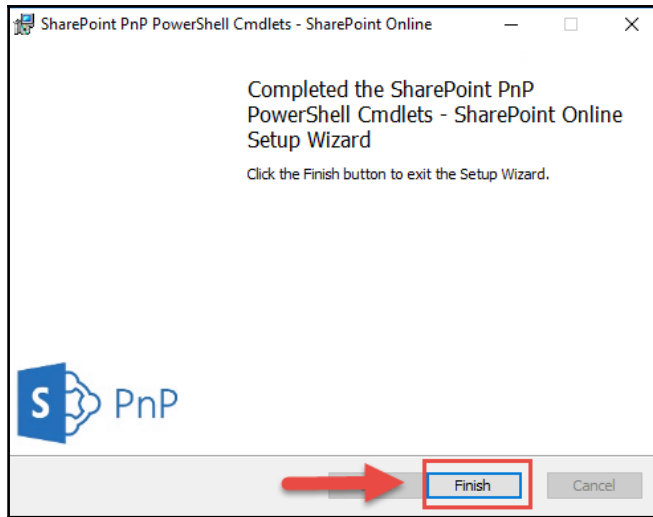 SharePoint PnP PowerShell Cmdlets - SharePoint Online
Completed the SharePoint PnP
PowerShell Cmdlets - SharePoint Online
Setup Wizard
Click the Finish button to exit the Setup Wizard.
S PnP
Finish Cancel